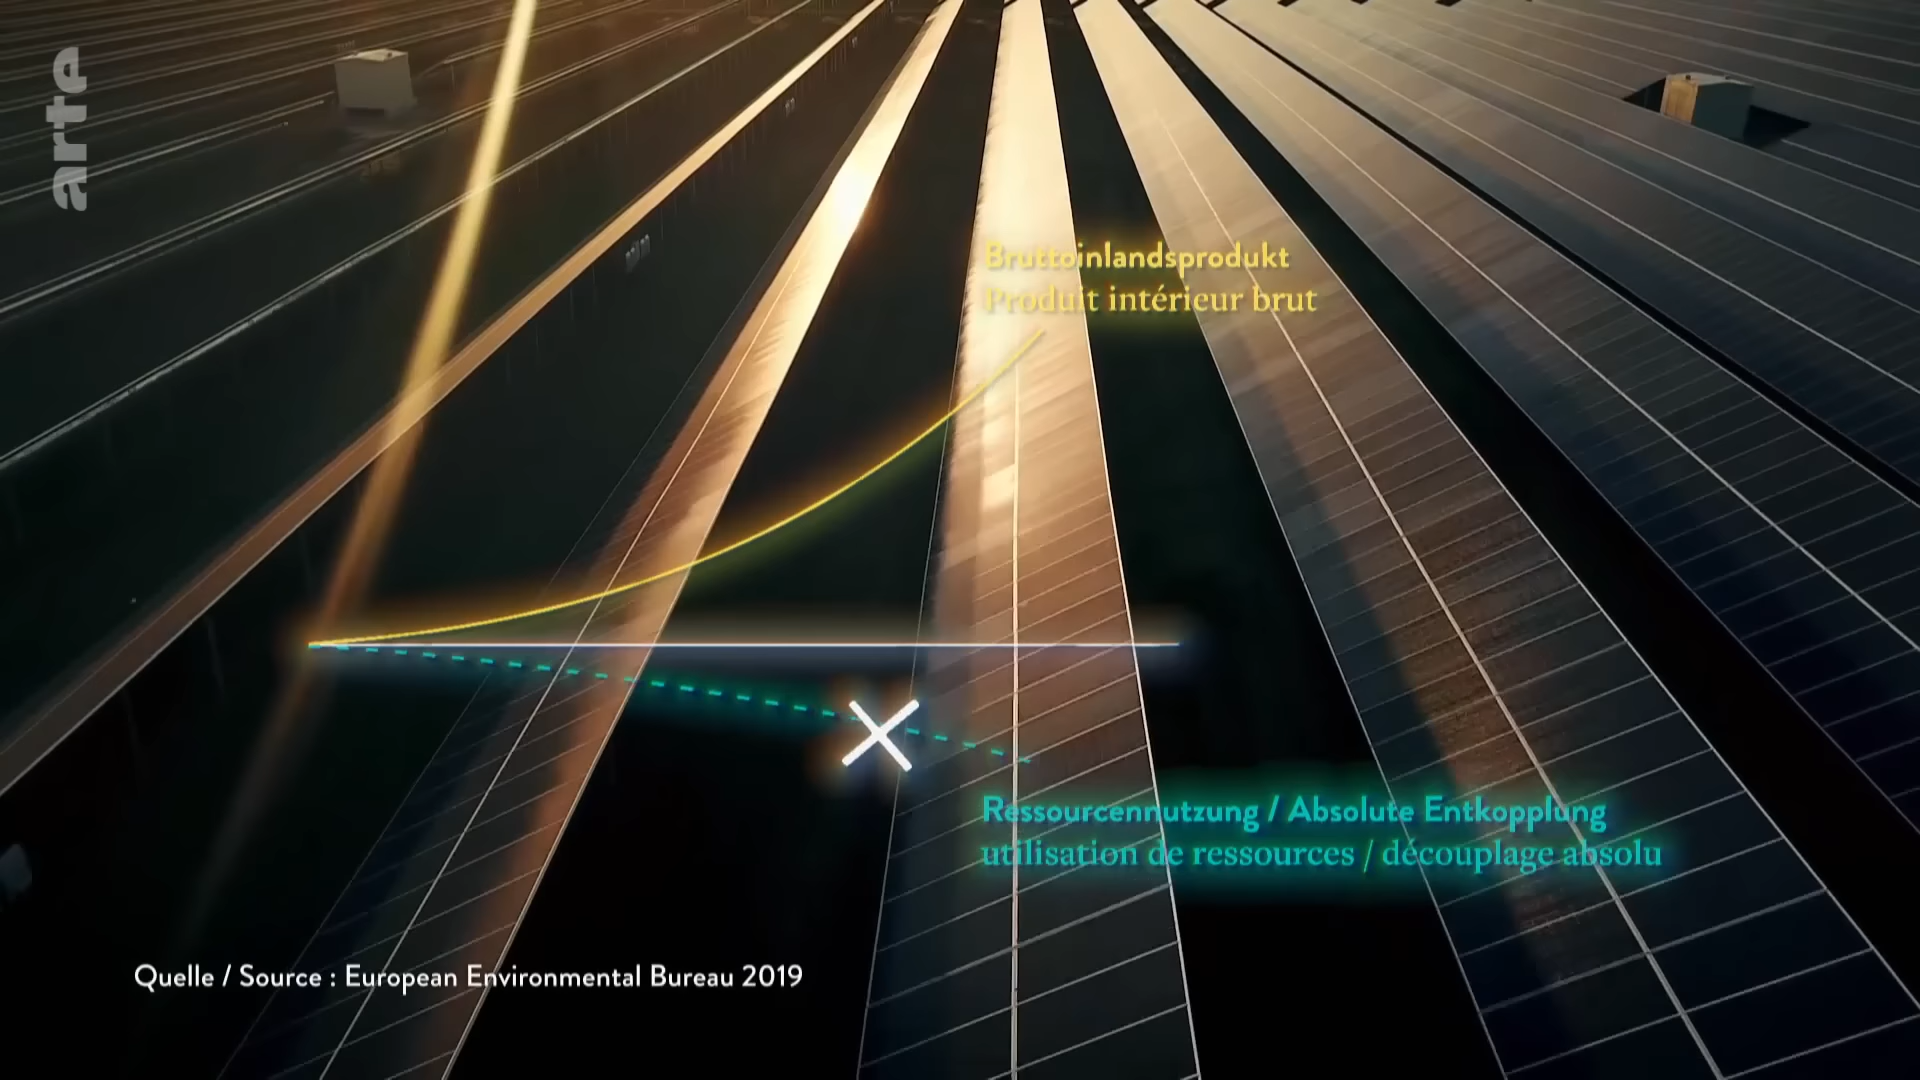 arte
Bruttoinlandsprodukt
Produit intérieur brut
Ressourcennutzung / Absolute Entkopplung
utilisation de ressources / découplage absolu
Quelle / Source : European Environmental Bureau 2019